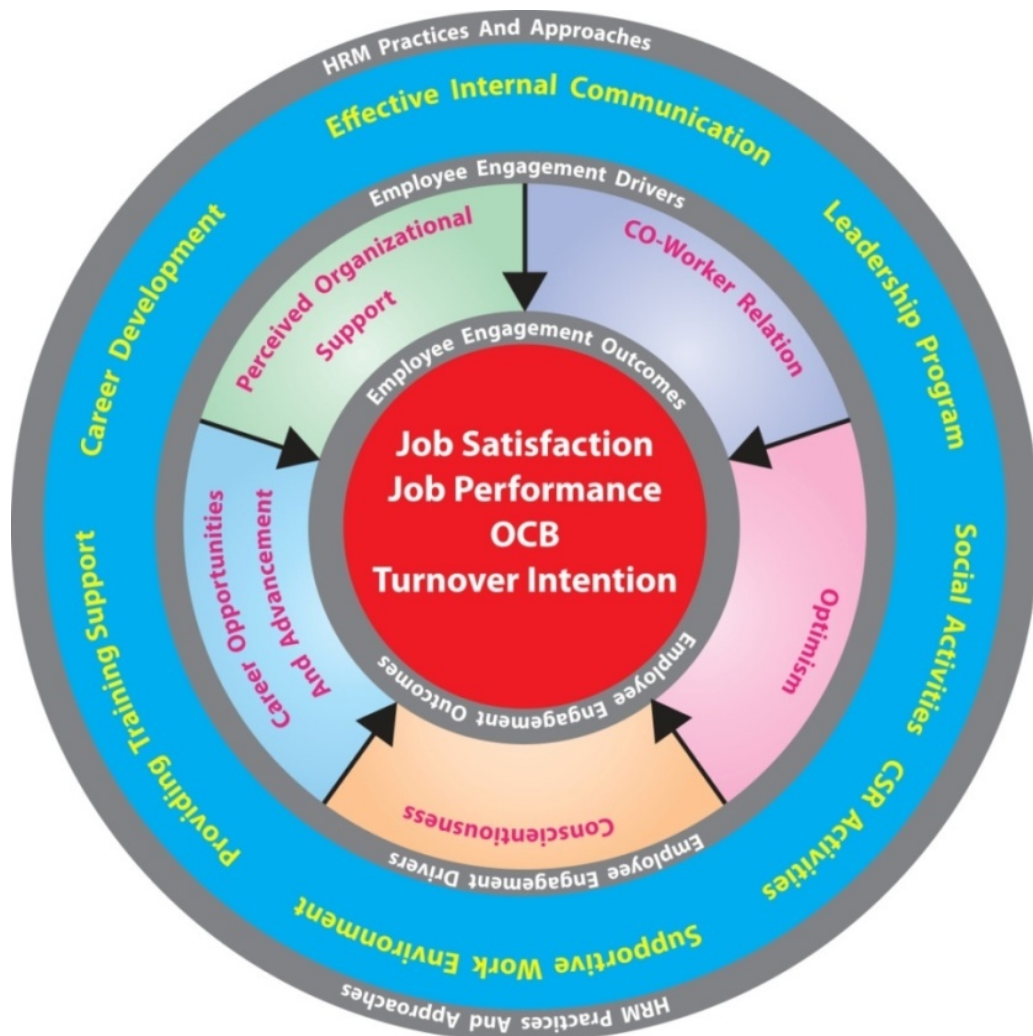 HRM Practices And Approaches
Effective Internal Communication
Leadership Program
Social Activities
CSR Activities
Supportive Work Environment
Providing Training Support
Career Development
Employee Engagement Drivers
Perceived Organizational
Support
CO-Worker Relation
Optimism
Conscientiousness
Career Opportunities
And Advancement
Employee Engagement Outcomes
Job Satisfaction
Job Performance
OCB
Turnover Intention
Employee Engagement Outcomes
Employee Engagement Drivers
HRM Practices And Approaches